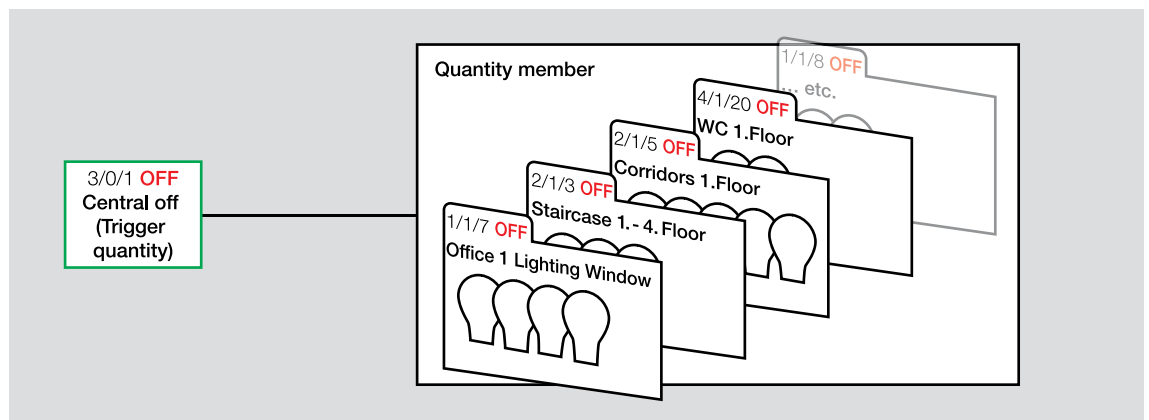 Quantity member
1/1/8 OFF
... etc.
4/1/20 OFF
WC 1.Floor
2/1/5 OFF
Corridors 1.Floor
2/1/3 OFF
Staircase 1.- 4. Floor
1/1/7 OFF
Office 1 Lighting Window
3/0/1 OFF
Central off
(Trigger
quantity)